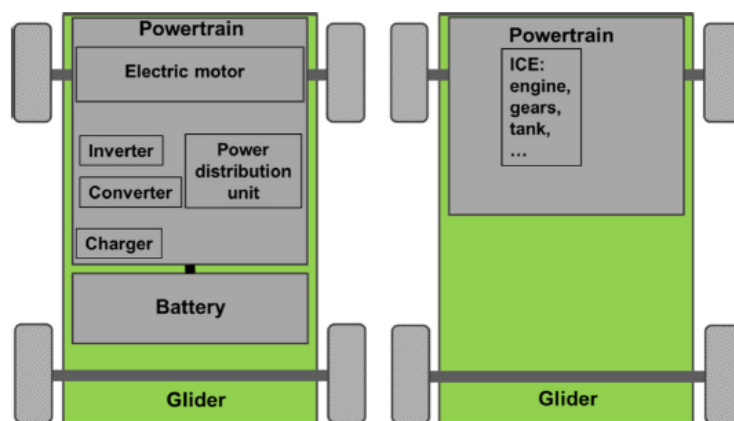 Powertrain
Electric motor
Inverter
Power
distribution
unit
Converter
Charger
Battery
Glider
Powertrain
ICE:
engine,
gears,
tank,
...
Glider